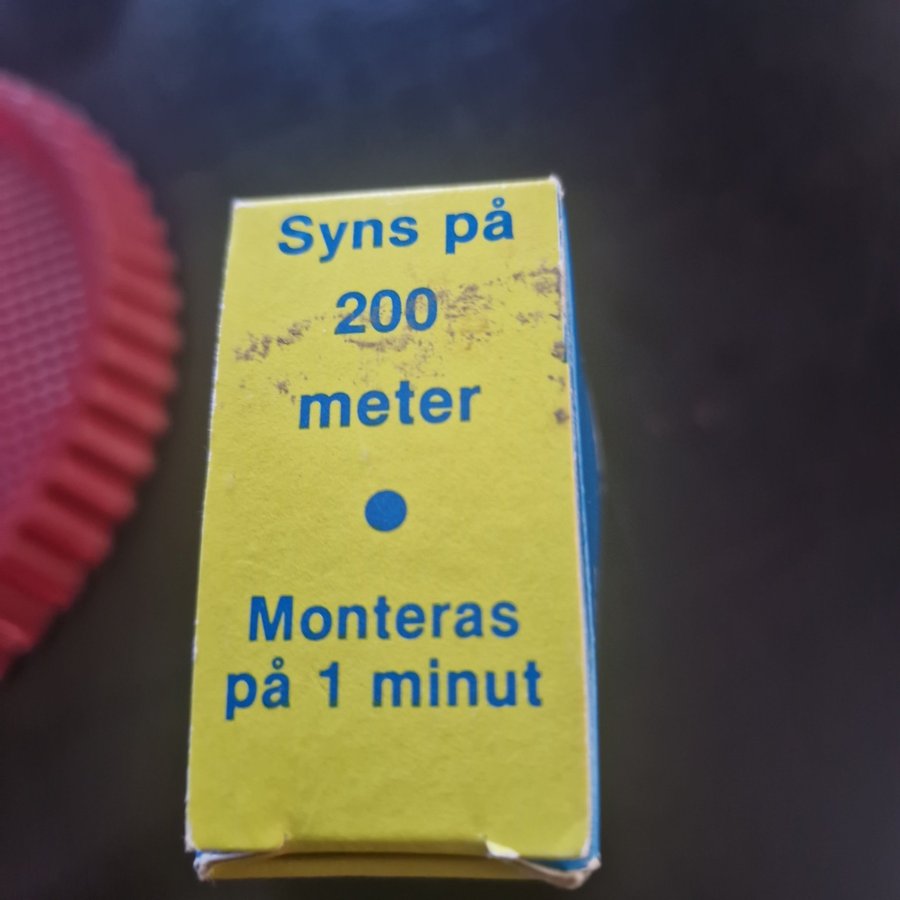 Syns på
200
meter
Monteras
på 1 minut